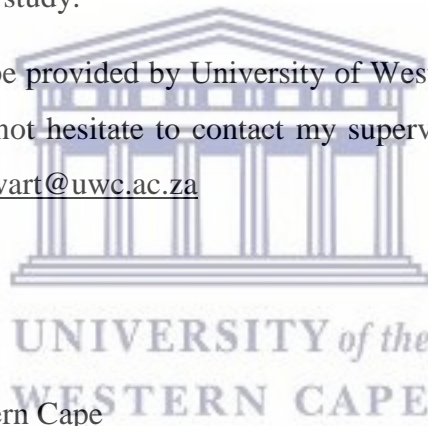 study.
be provided by University of West
not hesitate to contact my superv
vart@uwc.ac.za
UNIVERSITY of the
WESTERN CAPE
ern Cape